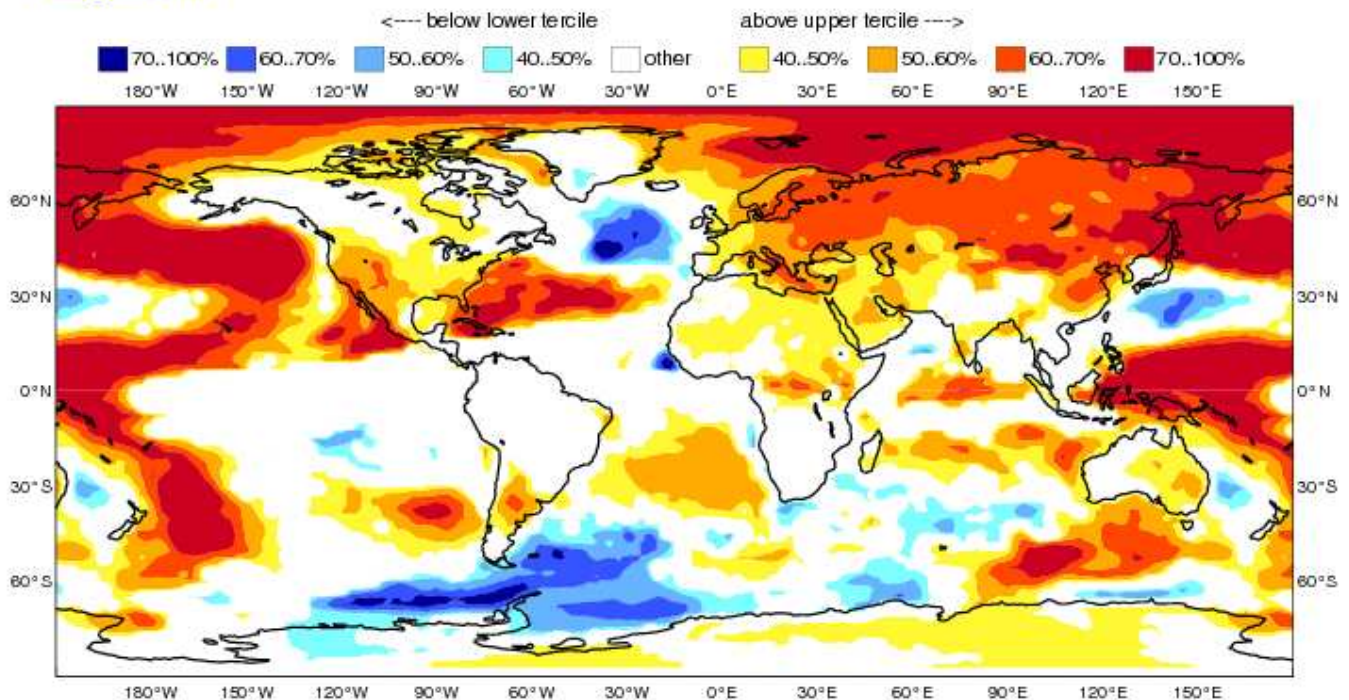 <---- below lower tercile above upper tercile ---->
70..100% 60..70% 50..60% 40..50% other 40..50% 50..60% 60..70% 70..100%
180°W 150°W 120°W 90°W 60°W 30°W 0°E 30°E 60°E 90°E 120°E 150°E
60°N 60°N
30°N 30°N
0°N 0°N
30°S 30°S
60°S 60°S
180°W 150°W 120°W 90°W 60°W 30°W 0°E 30°E 60°E 90°E 120°E 150°E